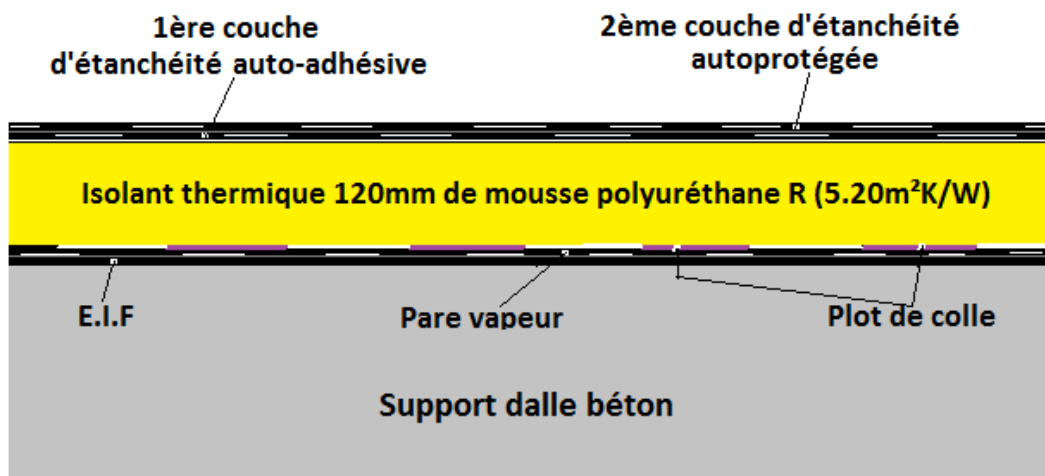 1ère couche
d'étanchéité auto-adhésive
2ème couche d'étanchéité
autoprotégée
Isolant thermique 120mm de mousse polyuréthane R (5.20m²K/W)
E.I.F
Pare vapeur
Plot de colle
Support dalle béton